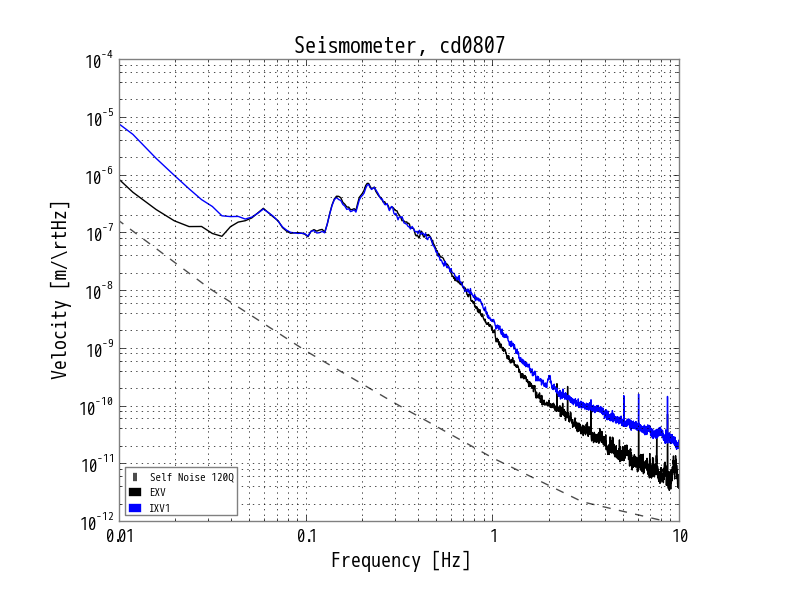 Seismometer, cd0807
Velocity [m/\rtHz]
10^-4
10^-5
10^-6
10^-7
10^-8
10^-9
10^-10
10^-11
10^-12
Self Noise 120Q
EXV
IXV1
0.01
0.1
1
10
Frequency [Hz]